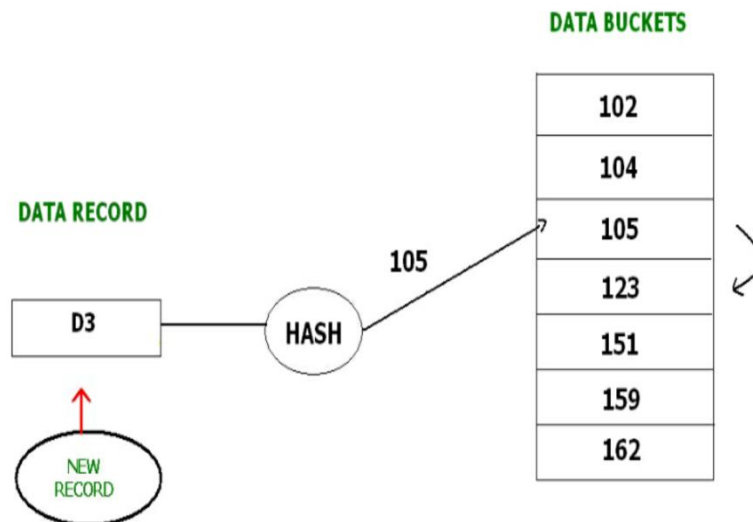 DATA BUCKETS
102
104
DATA RECORD
105
105
123
D3
HASH
151
159
162
NEW
RECORD